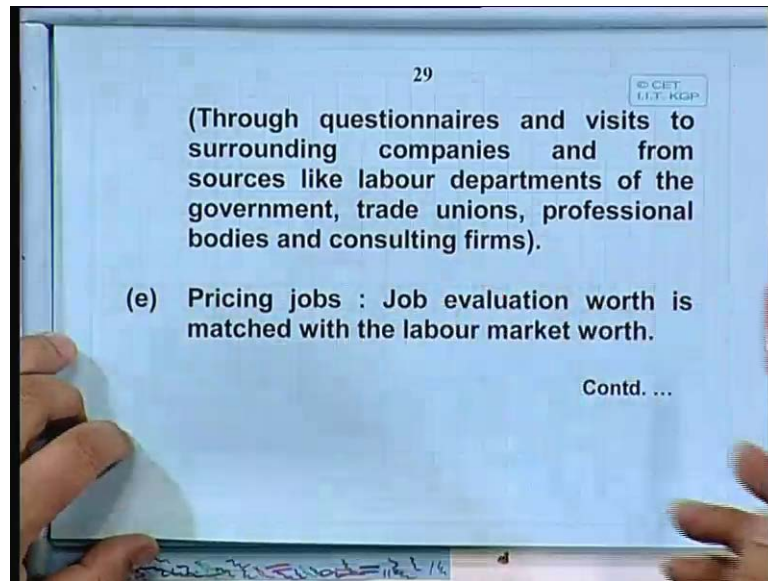 29
© CET
I.I.T. KGP
(Through questionnaires and visits to
surrounding companies and from
sources like labour departments of the
government, trade unions, professional
bodies and consulting firms).
(e) Pricing jobs : Job evaluation worth is
matched with the labour market worth.
Contd. ...